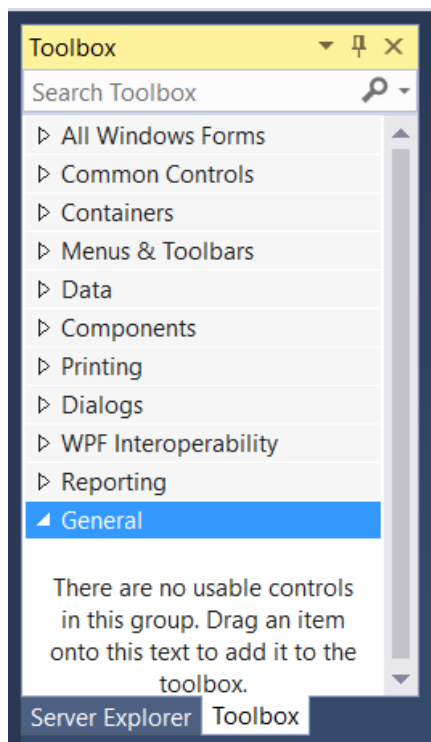 Toolbox
Search Toolbox
All Windows Forms
Common Controls
Containers
Menus & Toolbars
Data
Components
Printing
Dialogs
WPF Interoperability
Reporting
General
There are no usable controls
in this group. Drag an item
onto this text to add it to the
toolbox.
Server Explorer Toolbox